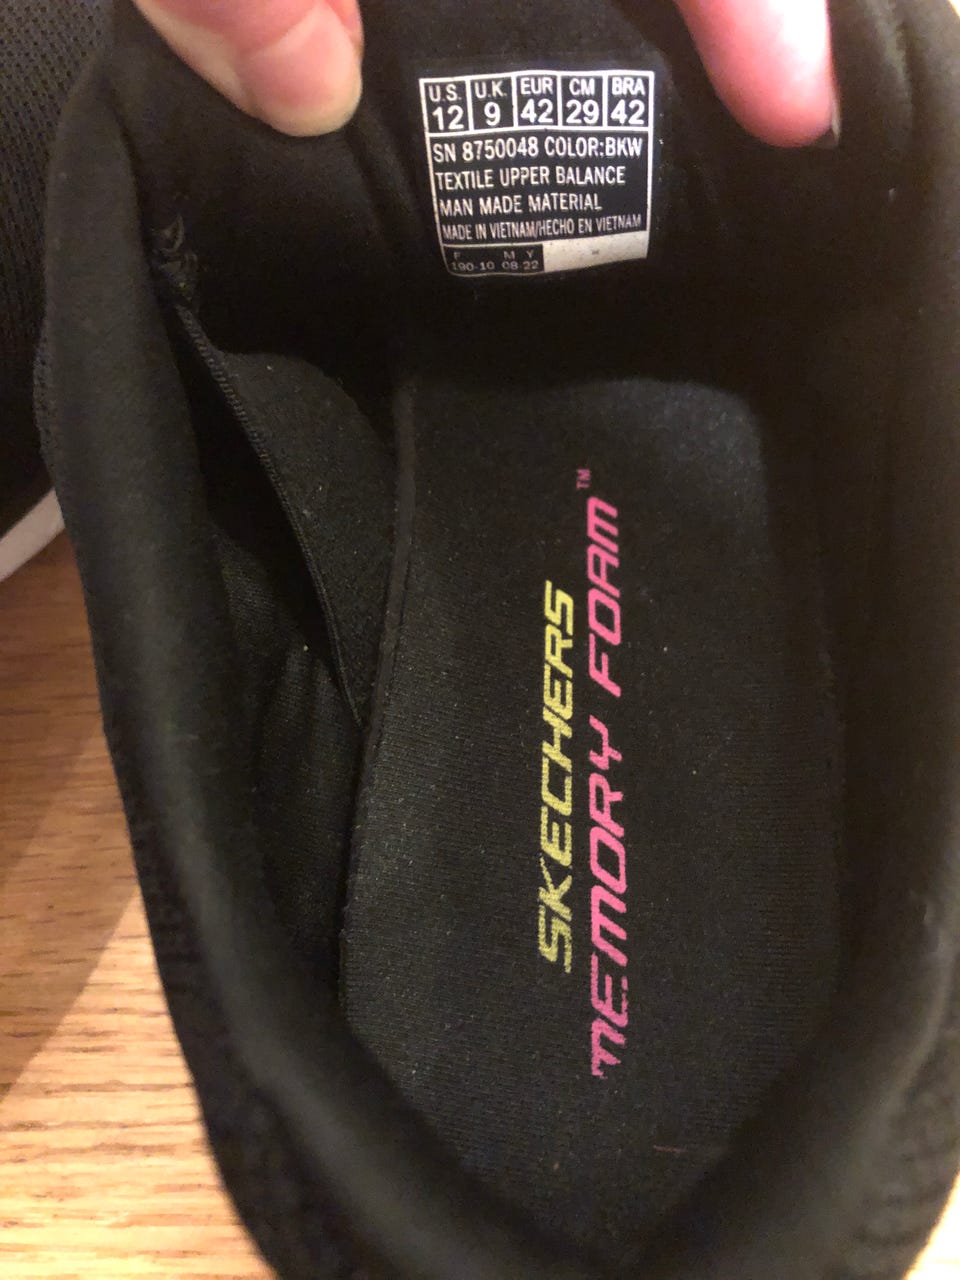 U.S. U.K. EUR CM BRA
12 9 42 29 42
SN 8750048 COLOR:BKW
TEXTILE UPPER BALANCE
MAN MADE MATERIAL
MADE IN VIETNAM/HECHO EN VIETNAM
F M Y
190-10 08-22
SKECHERS
MEMORY FOAM™